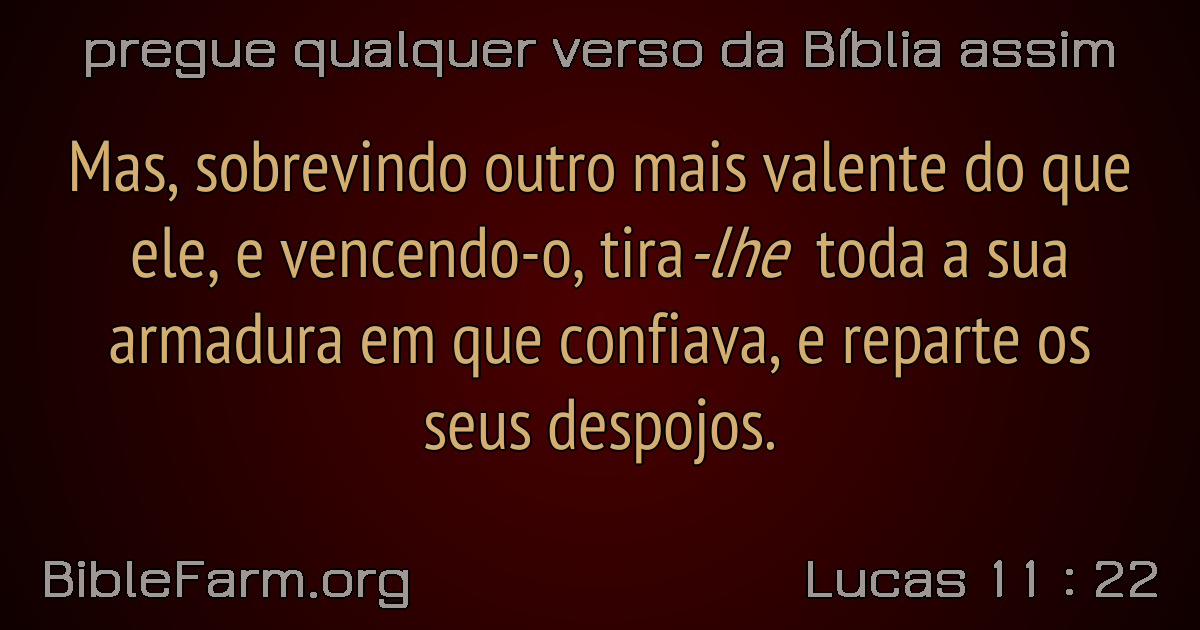 pregue qualquer verso da Bíblia assim
Mas, sobrevindo outro mais valente do que
ele, e vencendo-o, tira-lhe toda a sua
armadura em que confiava, e reparte os
seus despojos.
BibleFarm.org
Lucas 11 : 22